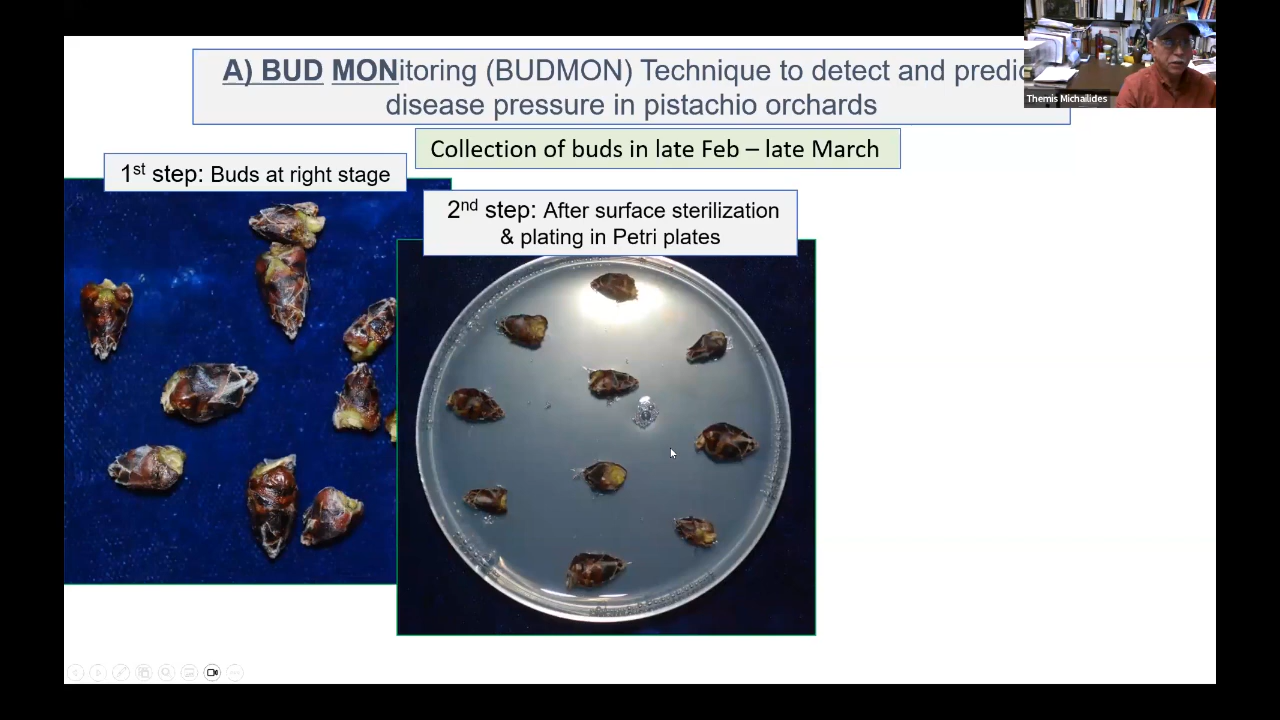 A) BUD MONitoring (BUDMON) Technique to detect and predic
disease pressure in pistachio orchards
Themis Michailides
Collection of buds in late Feb – late March
1st step: Buds at right stage
2nd step: After surface sterilization
& plating in Petri plates